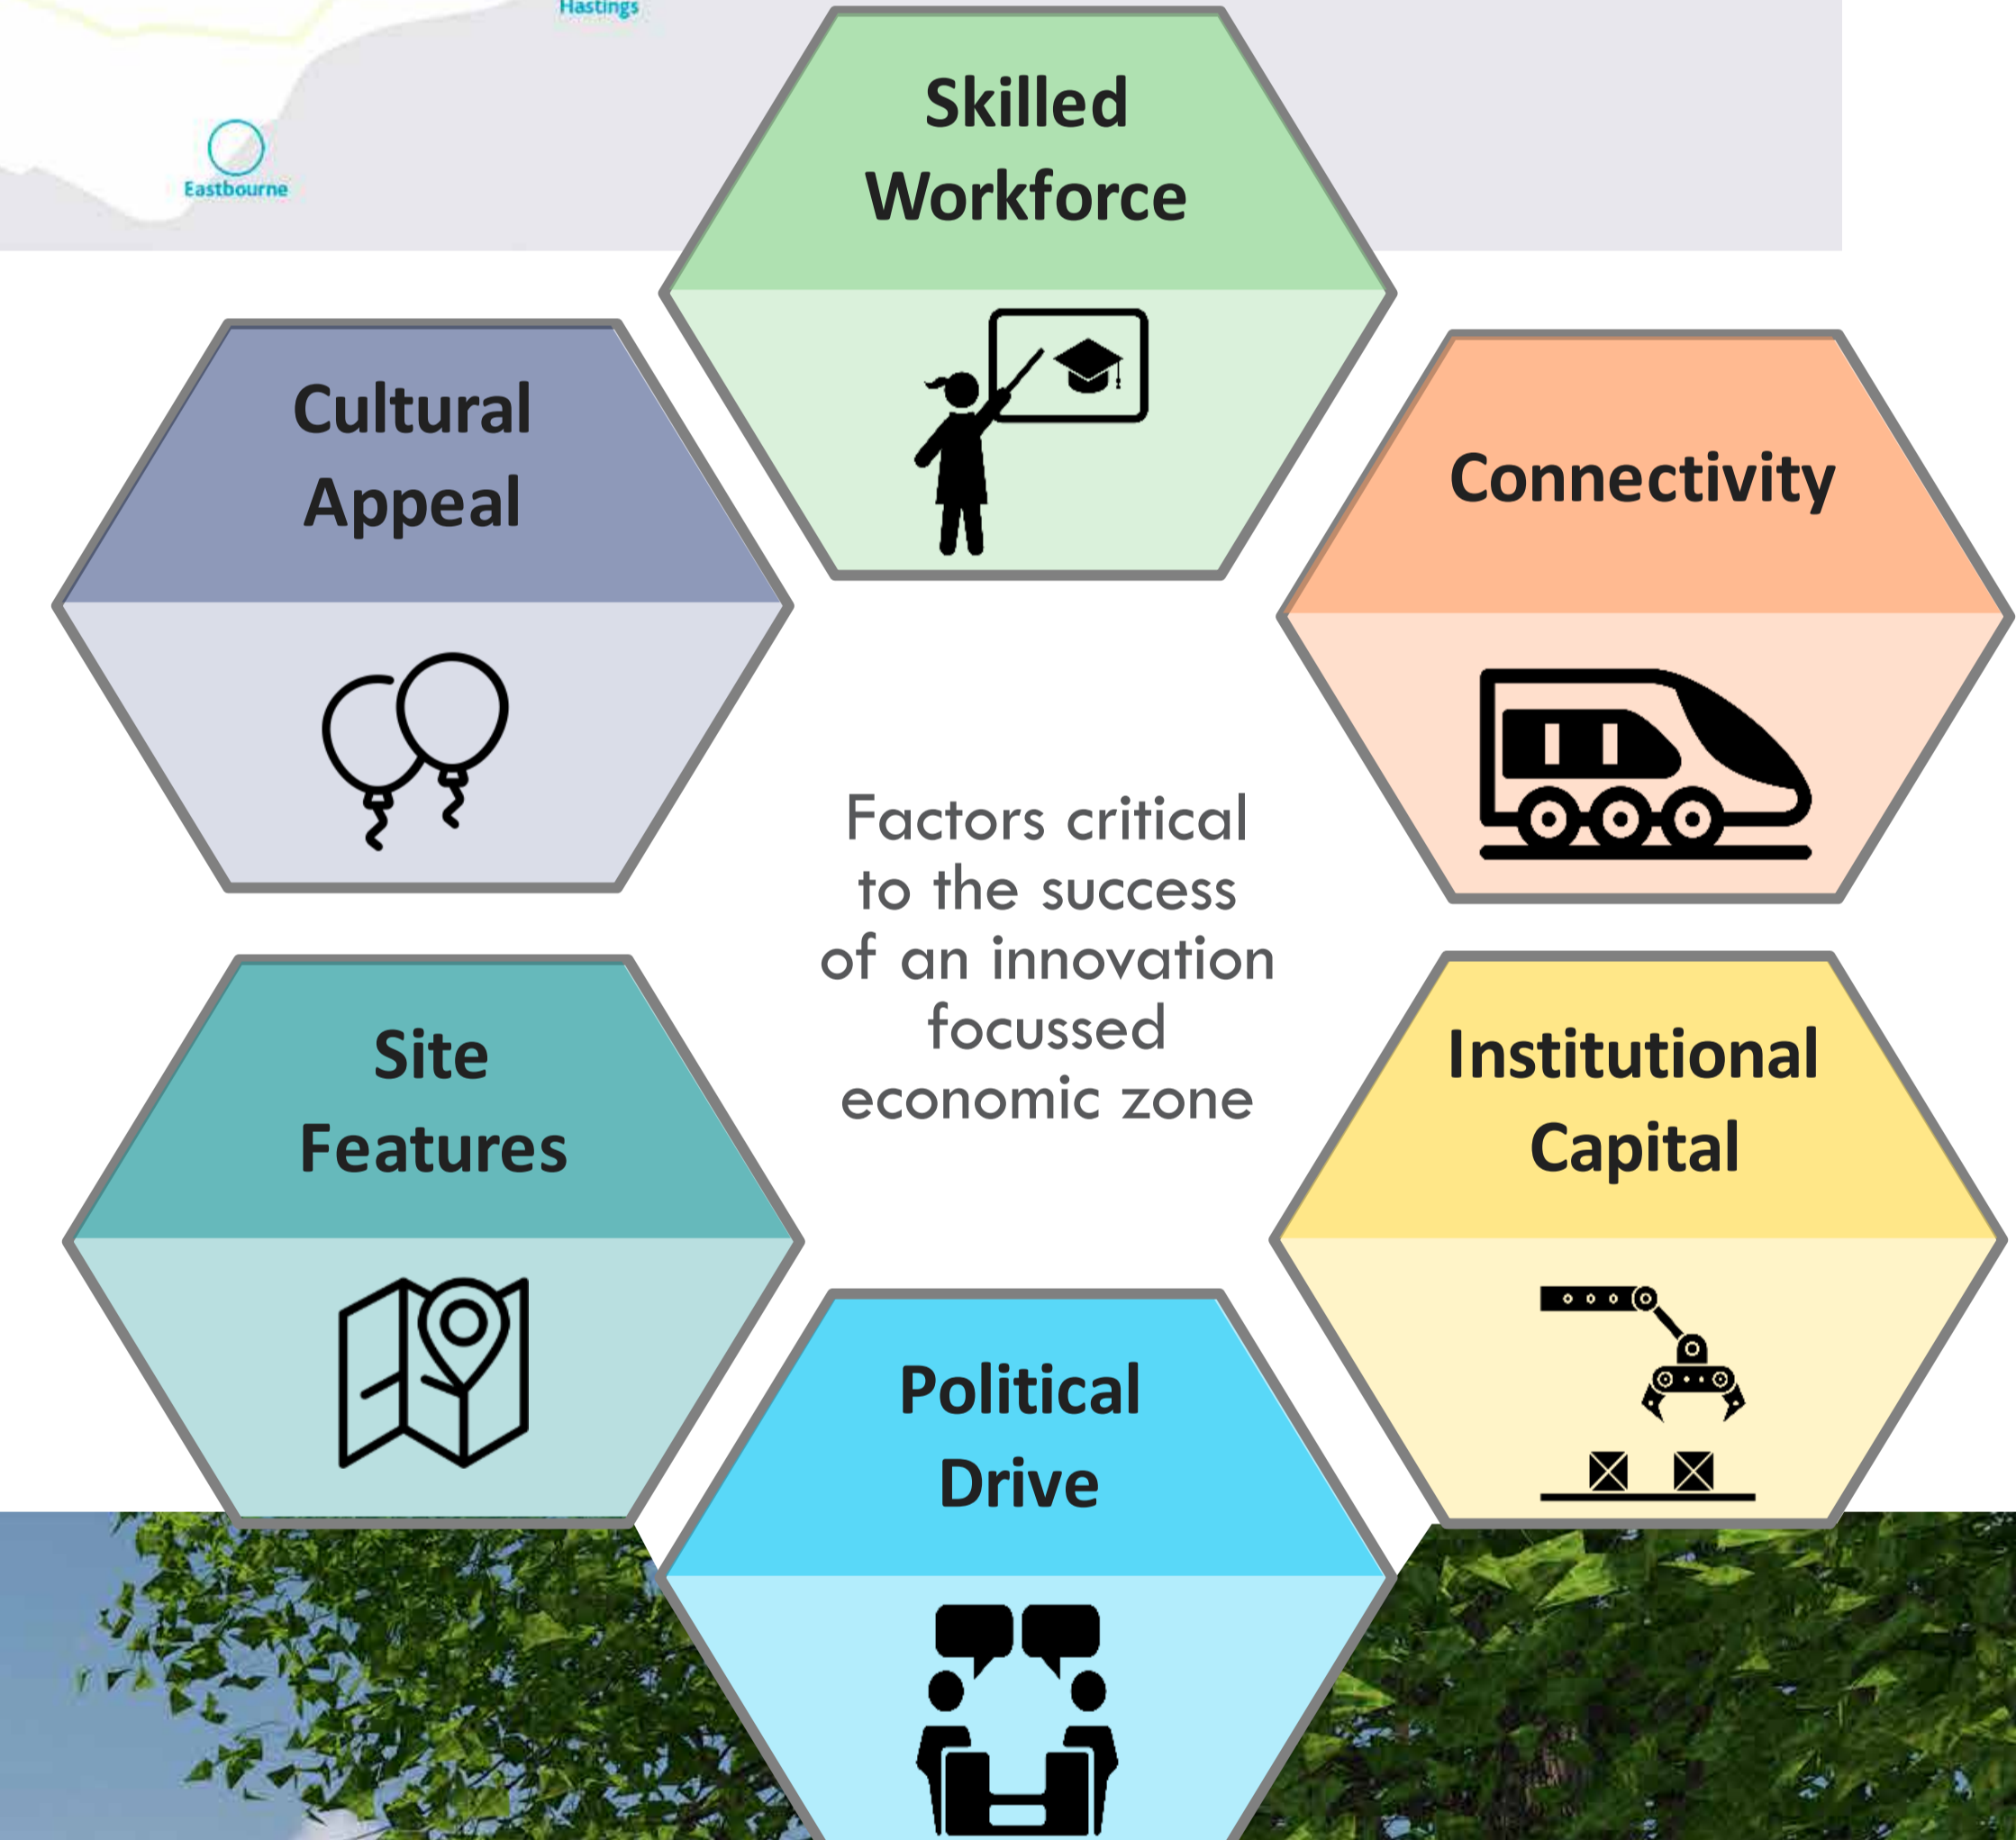 Hastings
Eastbourne
Skilled
Workforce
Cultural
Appeal
Connectivity
Factors critical
to the success
of an innovation
focussed
economic zone
Site
Features
Institutional
Capital
Political
Drive